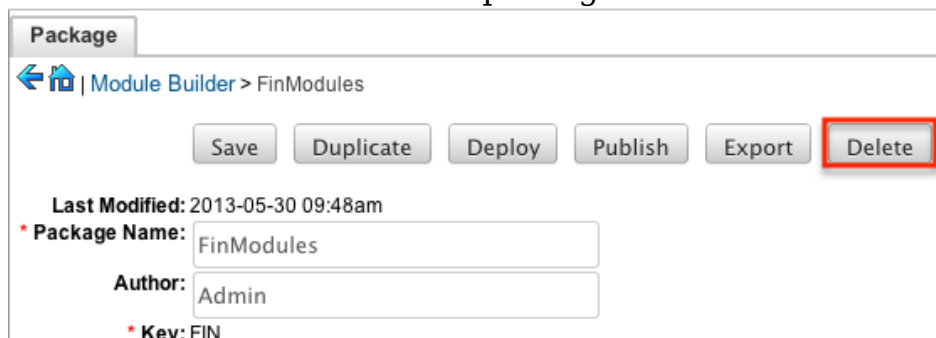 Package
| Module Builder > FinModules
Save Duplicate Deploy Publish Export Delete
Last Modified: 2013-05-30 09:48am
* Package Name: FinModules
Author: Admin
* Key: FIN